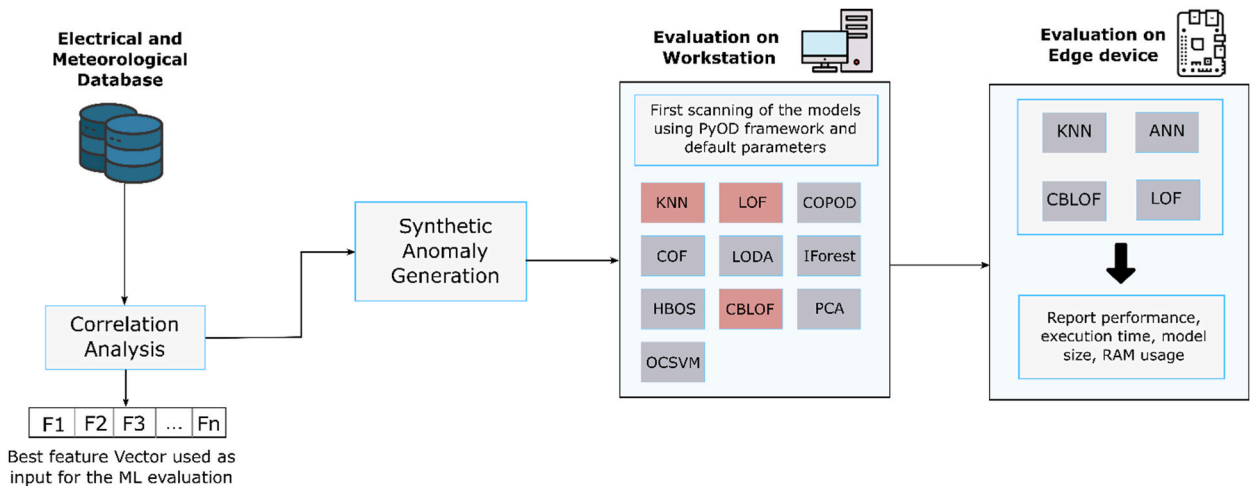 Electrical and
Meteorological
Database
Correlation
Analysis
F1 F2 F3 ... Fn
Best feature Vector used as
input for the ML evaluation
Synthetic
Anomaly
Generation
Evaluation on
Workstation
First scanning of the models
using PyOD framework and
default parameters
KNN LOF COPOD
COF LODA IForest
HBOS CBLOF PCA
OCSVM
Evaluation on
Edge device
KNN ANN
CBLOF LOF
Report performance,
execution time, model
size, RAM usage